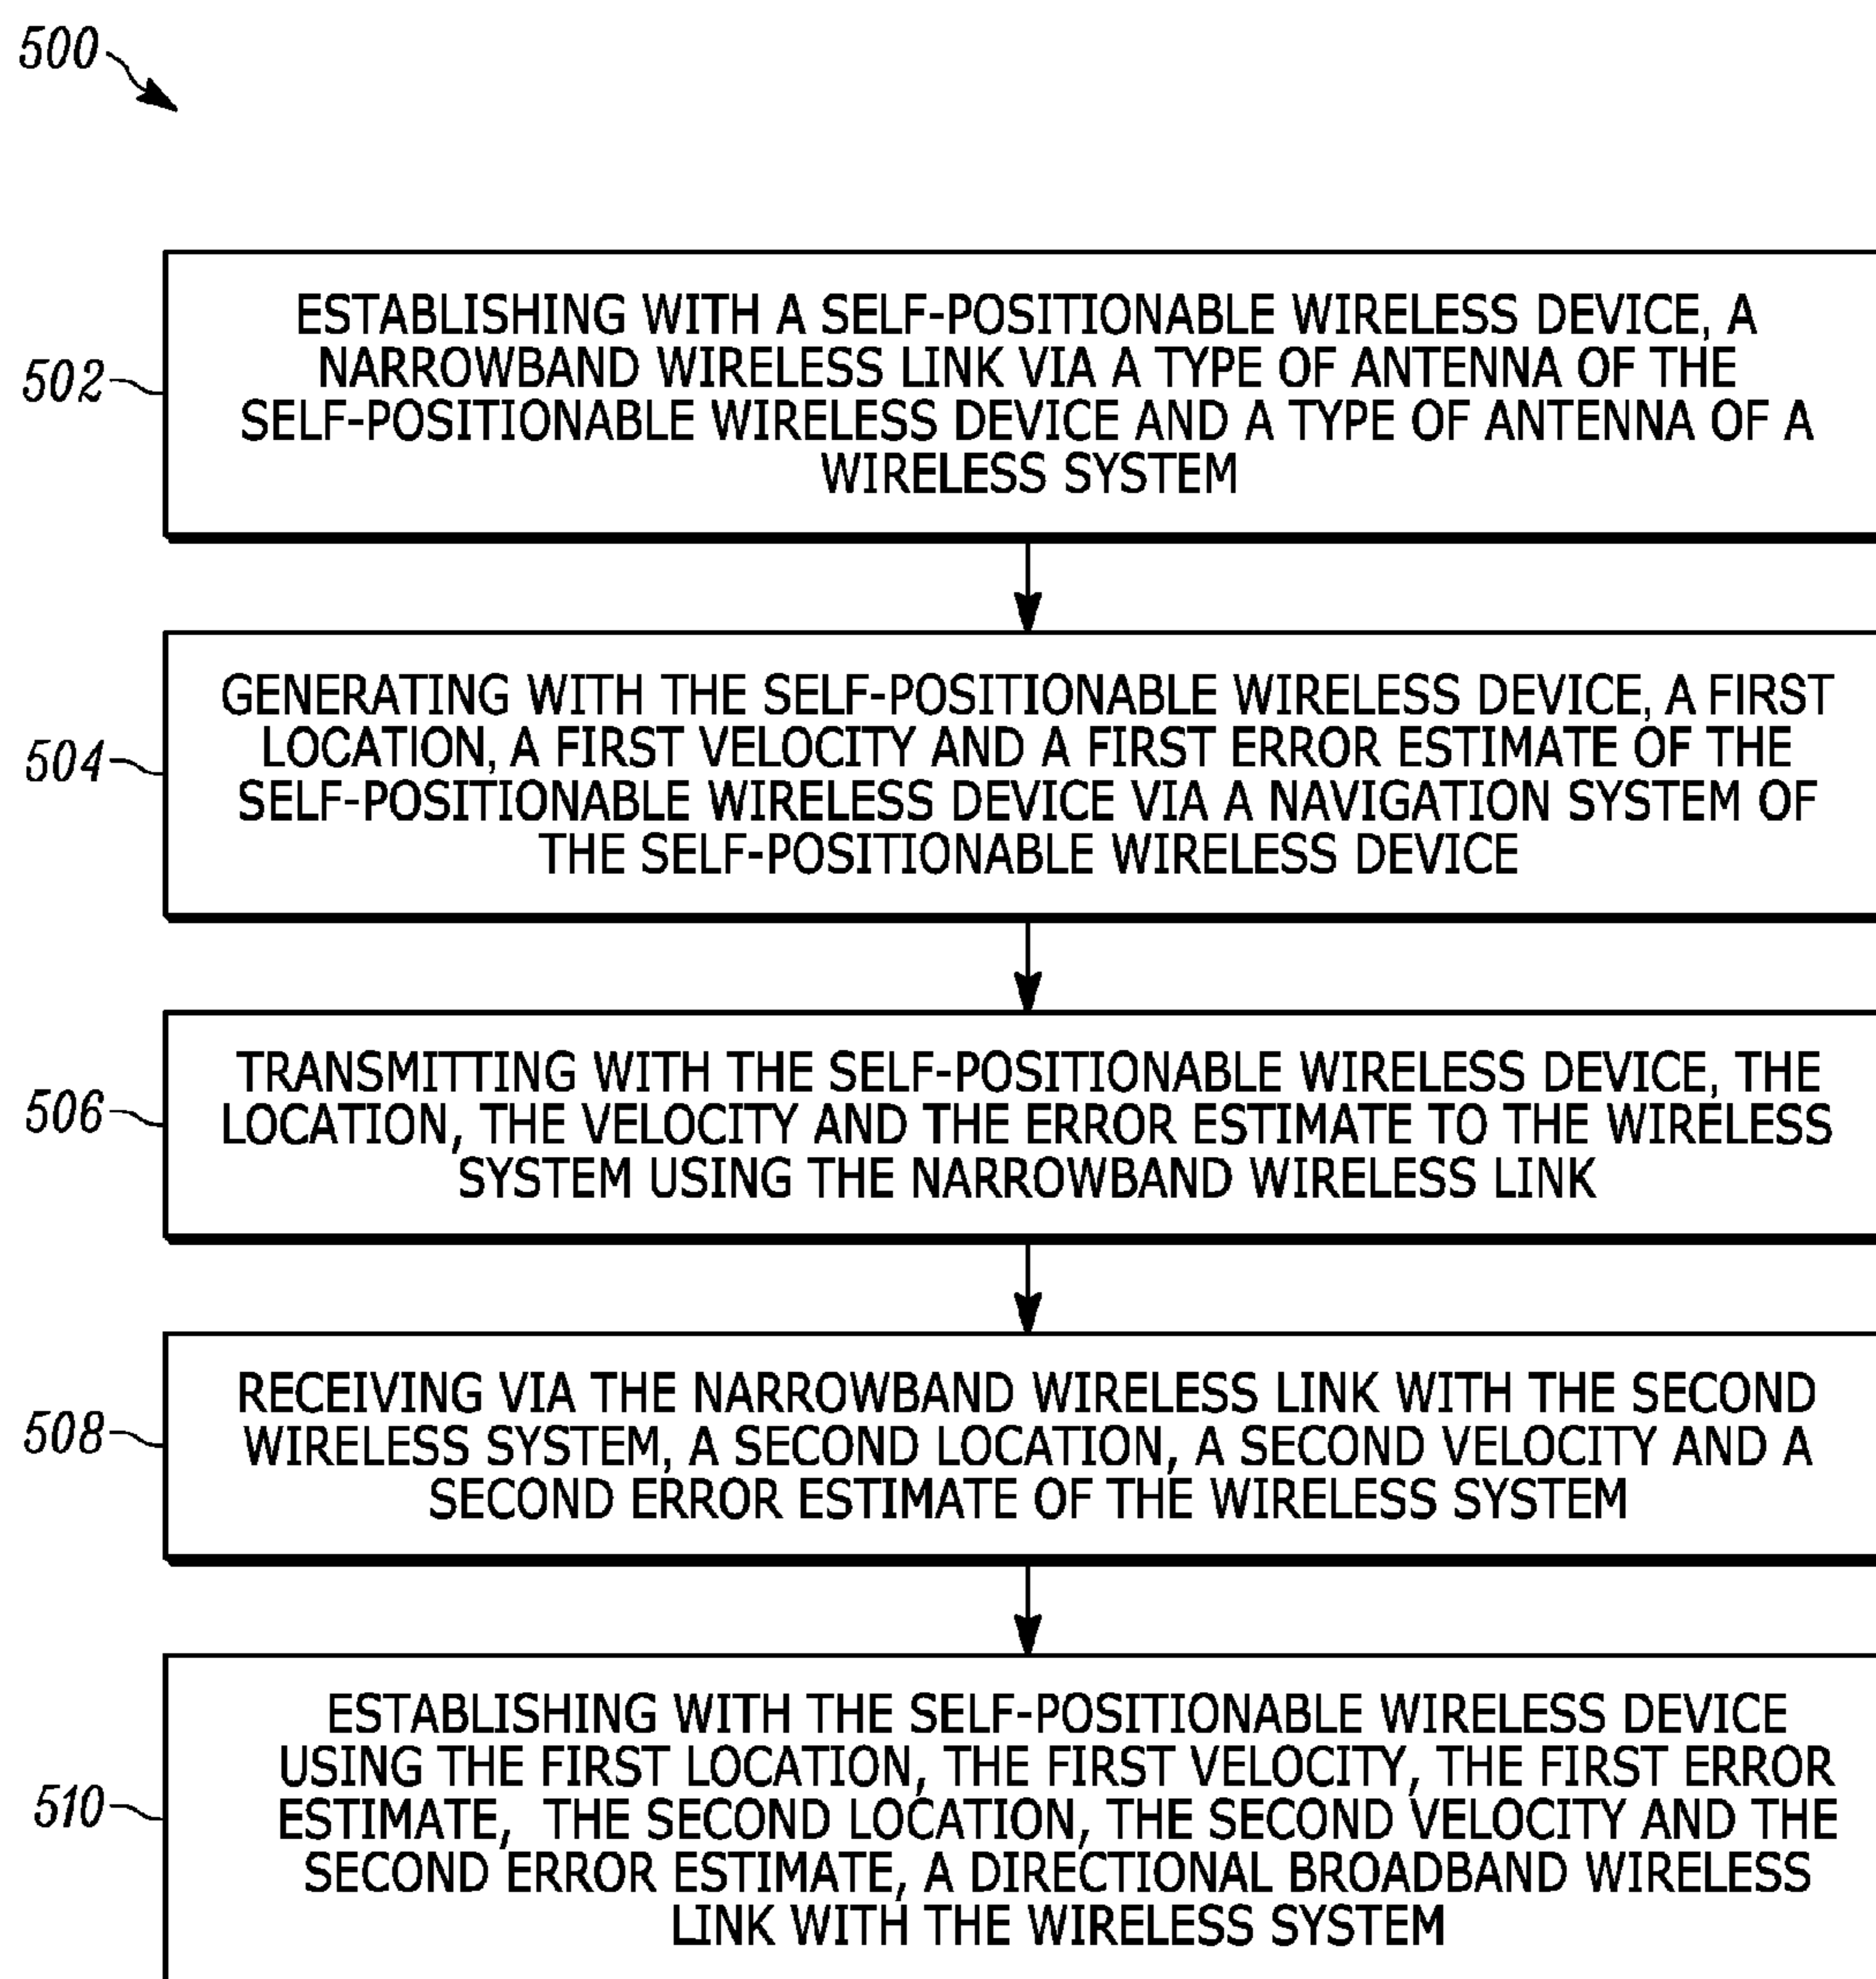 500
502
ESTABLISHING WITH A SELF-POSITIONABLE WIRELESS DEVICE, A
NARROWBAND WIRELESS LINK VIA A TYPE OF ANTENNA OF THE
SELF-POSITIONABLE WIRELESS DEVICE AND A TYPE OF ANTENNA OF A
WIRELESS SYSTEM
504
GENERATING WITH THE SELF-POSITIONABLE WIRELESS DEVICE, A FIRST
LOCATION, A FIRST VELOCITY AND A FIRST ERROR ESTIMATE OF THE
SELF-POSITIONABLE WIRELESS DEVICE VIA A NAVIGATION SYSTEM OF
THE SELF-POSITIONABLE WIRELESS DEVICE
506
TRANSMITTING WITH THE SELF-POSITIONABLE WIRELESS DEVICE, THE
LOCATION, THE VELOCITY AND THE ERROR ESTIMATE TO THE WIRELESS
SYSTEM USING THE NARROWBAND WIRELESS LINK
508
RECEIVING VIA THE NARROWBAND WIRELESS LINK WITH THE SECOND
WIRELESS SYSTEM, A SECOND LOCATION, A SECOND VELOCITY AND A
SECOND ERROR ESTIMATE OF THE WIRELESS SYSTEM
510
ESTABLISHING WITH THE SELF-POSITIONABLE WIRELESS DEVICE
USING THE FIRST LOCATION, THE FIRST VELOCITY, THE FIRST ERROR
ESTIMATE, THE SECOND LOCATION, THE SECOND VELOCITY AND THE
SECOND ERROR ESTIMATE, A DIRECTIONAL BROADBAND WIRELESS
LINK WITH THE WIRELESS SYSTEM